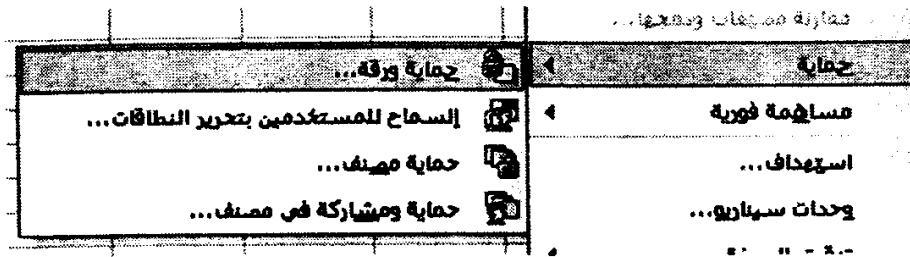 مقارنة مصنفات ودمجها...
حماية
مساهمة فورية
استهداف...
وحدات سيناريو...
حماية ورقة...
السماح للمستخدمين بتحرير النطاقات...
حماية مصنف...
حماية ومشاركة في مصنف...